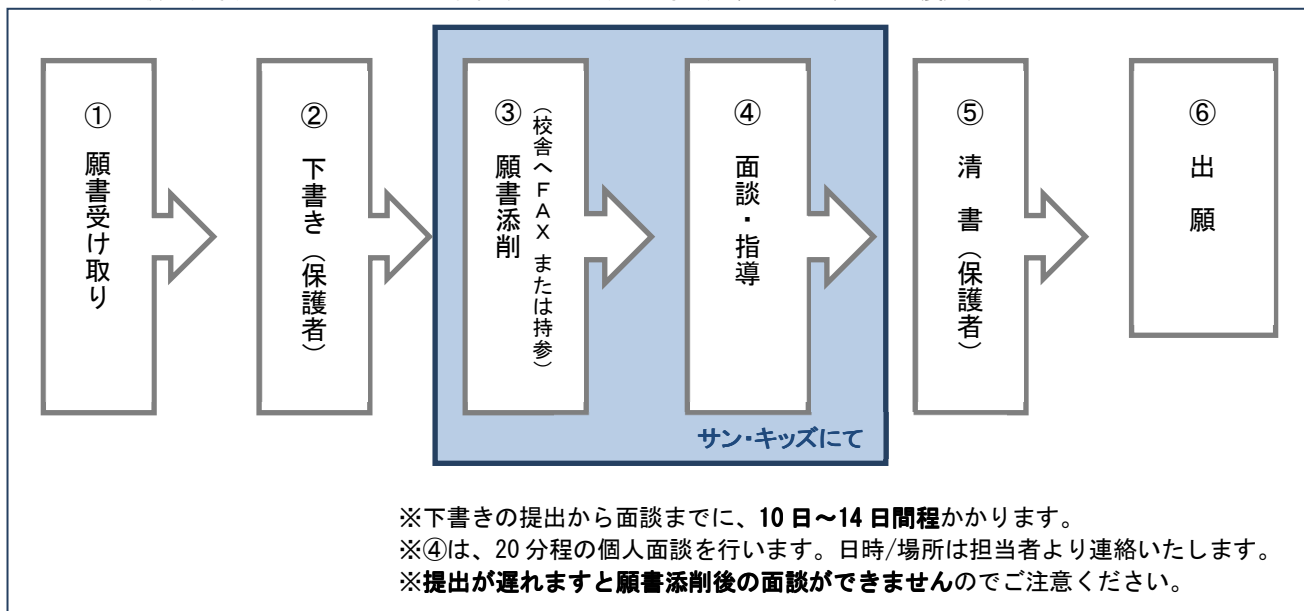 ① 願書受け取り
② 下書き（保護者）
③ 願書添削
（校舎へＦＡＸ または持参）
④ 面談・指導
⑤ 清書（保護者）
⑥ 出願
サン・キッズにて
※下書きの提出から面談までに、10日～14日間程かかります。
※④は、20分程の個人面談を行います。日時/場所は担当者より連絡いたします。
※提出が遅れますと願書添削後の面談ができませんのでご注意ください。